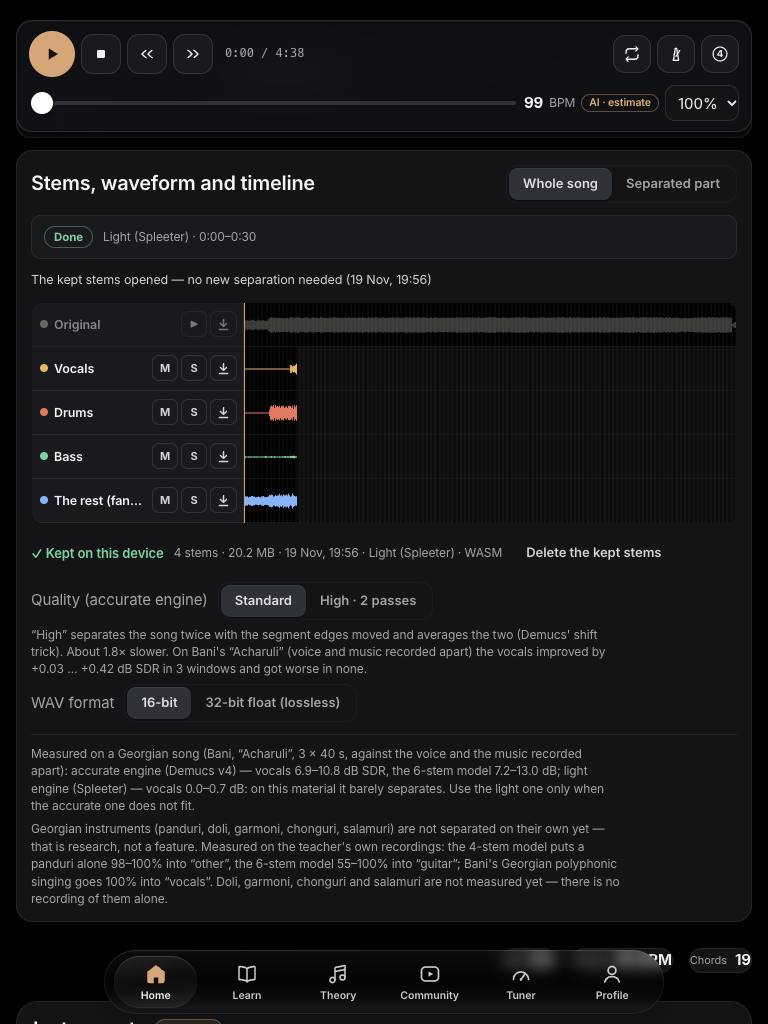 0:00 / 4:38
4
99 BPM AI · estimate 100%
Stems, waveform and timeline
Whole song Separated part
Done Light (Spleeter) · 0:00–0:30
The kept stems opened — no new separation needed (19 Nov, 19:56)
Original
Vocals M S
Drums M S
Bass M S
The rest (fan... M S
✓ Kept on this device 4 stems · 20.2 MB · 19 Nov, 19:56 · Light (Spleeter) · WASM Delete the kept stems
Quality (accurate engine) Standard High · 2 passes
“High” separates the song twice with the segment edges moved and averages the two (Demucs' shift
trick). About 1.8× slower. On Bani's “Acharuli” (voice and music recorded apart) the vocals improved by
+0.03 ... +0.42 dB SDR in 3 windows and got worse in none.
WAV format 16-bit 32-bit float (lossless)
Measured on a Georgian song (Bani, “Acharuli”, 3 × 40 s, against the voice and the music recorded
apart): accurate engine (Demucs v4) — vocals 6.9–10.8 dB SDR, the 6-stem model 7.2–13.0 dB; light
engine (Spleeter) — vocals 0.0–0.7 dB: on this material it barely separates. Use the light one only when
the accurate one does not fit.
Georgian instruments (panduri, doli, garmoni, chonguri, salamuri) are not separated on their own yet —
that is research, not a feature. Measured on the teacher's own recordings: the 4-stem model puts a
panduri alone 98–100% into “other”, the 6-stem model 55–100% into “guitar”; Bani's Georgian polyphonic
singing goes 100% into “vocals”. Doli, garmoni, chonguri and salamuri are not measured yet — there is no
recording of them alone.
Chords 19
Home Learn Theory Community Tuner Profile